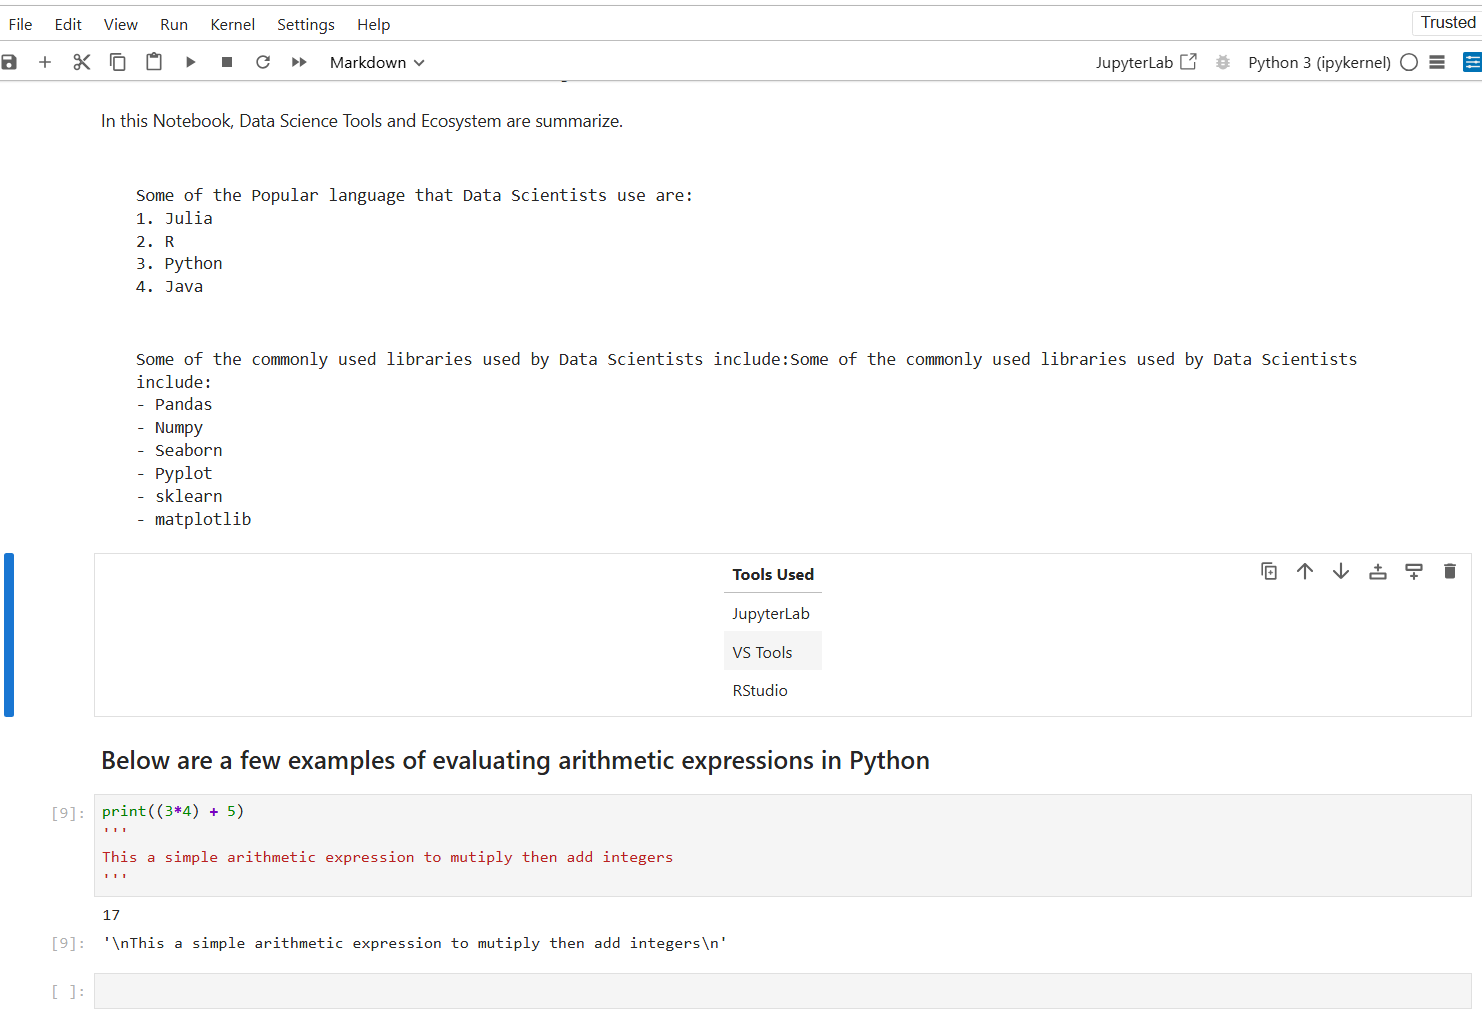 File Edit View Run Kernel Settings Help
Trusted
Markdown
JupyterLab
Python 3 (ipykernel)
In this Notebook, Data Science Tools and Ecosystem are summarize.
Some of the Popular language that Data Scientists use are:
1. Julia
2. R
3. Python
4. Java
Some of the commonly used libraries used by Data Scientists include:Some of the commonly used libraries used by Data Scientists
include:
- Pandas
- Numpy
- Seaborn
- Pyplot
- sklearn
- matplotlib
Tools Used
JupyterLab
VS Tools
RStudio
Below are a few examples of evaluating arithmetic expressions in Python
[9]: print((3*4) + 5)
'''
This a simple arithmetic expression to mutiply then add integers
'''
17
[9]: '\nThis a simple arithmetic expression to mutiply then add integers\n'
[ ]: